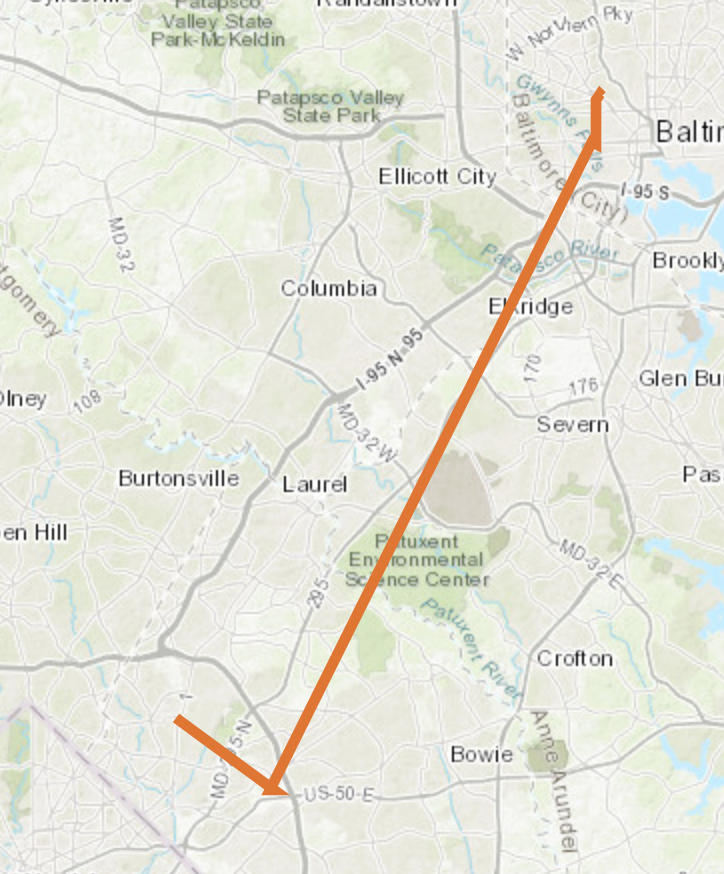 Patapsco
Valley State
Park-McKeldin
Randallstown
W Northern Pky
Patapsco Valley
State Park
Gwynns Falls
Baltimore (City)
Baltim
Ellicott City
I-95 S
MD-32
Patapsco River
Brookly
Columbia
tgomery
Elkridge
I-95 N
95
170
176
Glen Bu
Olney
108
MD-32-W
Severn
Burtonsville
Laurel
Pas
en Hill
Patuxent
Environmental
Science Center
MD-32 E
295
Patuxent River
Crofton
1
MD-295-N
Anne Arundel
Bowie
US-50-E